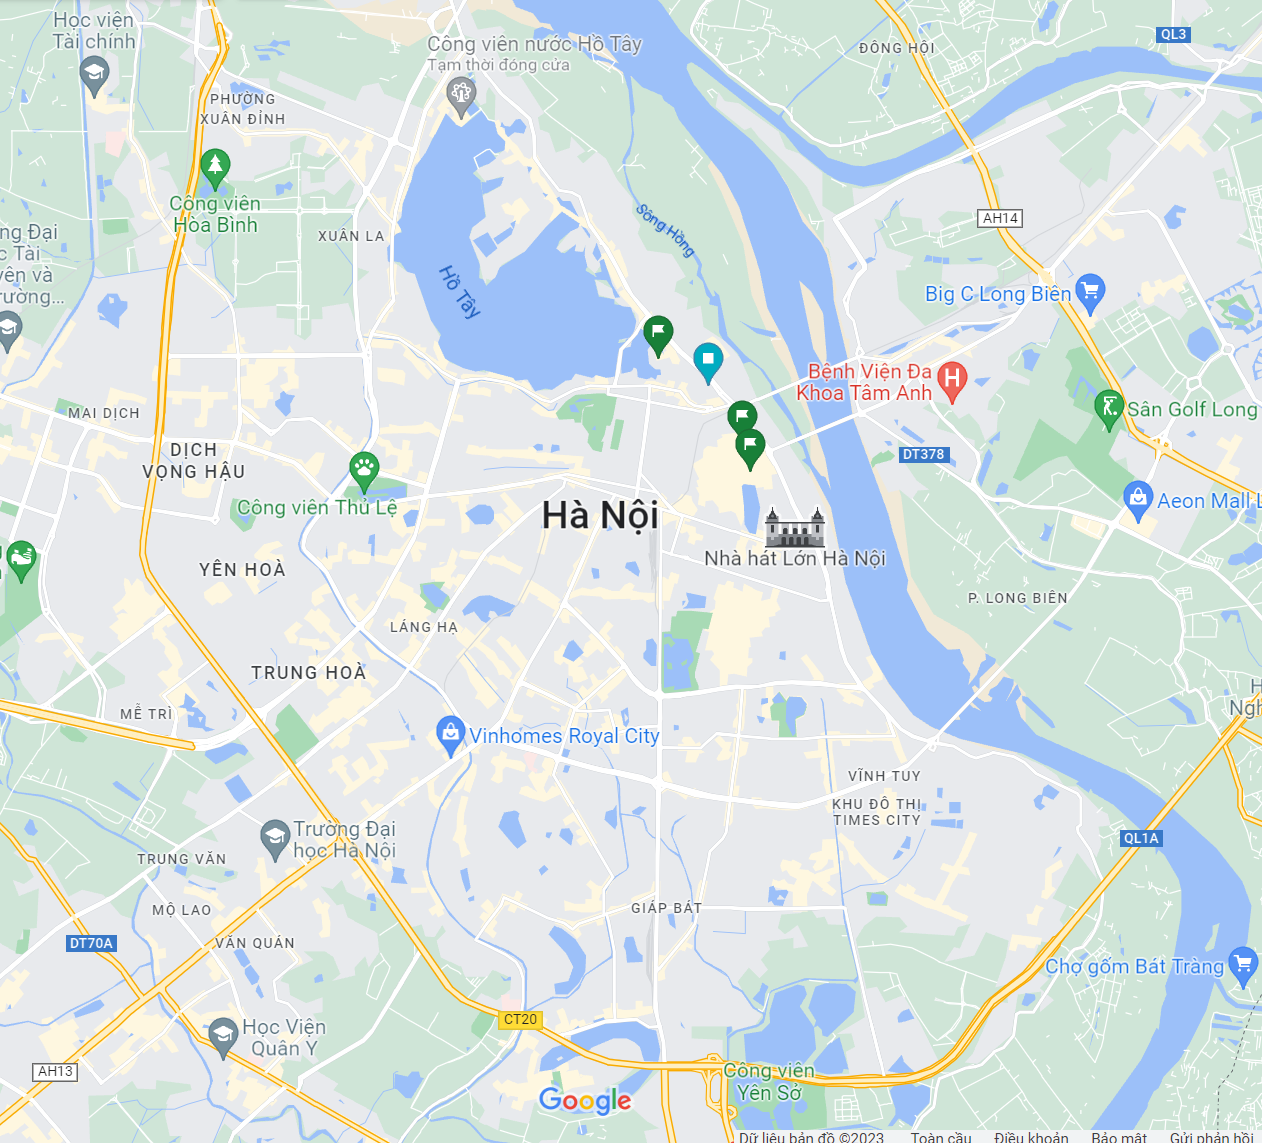 Học viện
Tài chính
Công viên nước Hồ Tây
Tạm thời đóng cửa
ĐÔNG HỘI
QL3
PHƯỜNG
XUÂN ĐỈNH
Công viên
Hòa Bình
XUÂN LA
Sông Hồng
AH14
ng Đại
c Tài
yên và
rường...
Hồ Tây
Big C Long Biên
Bệnh Viện Đa
Khoa Tâm Anh
MAI DỊCH
Sân Golf Long
DỊCH
VỌNG HẬU
DT378
Công viên Thủ Lệ
Hà Nội
Aeon Mall L
Nhà hát Lớn Hà Nội
YÊN HOÀ
P. LONG BIÊN
LÁNG HẠ
TRUNG HOÀ
H
Ngh
MỄ TRÌ
Vinhomes Royal City
VĨNH TUY
KHU ĐÔ THỊ
TIMES CITY
Trường Đại
học Hà Nội
QL1A
TRUNG VĂN
MỘ LAO
GIÁP BÁT
DT70A
VĂN QUÁN
Chợ gốm Bát Tràng
CT20
Học Viện
Quân Y
AH13
Công viên
Yên Sở
Google
Dữ liệu bản đồ ©2023 Toàn cầu Điều khoản Bảo mật Gửi phản hồi